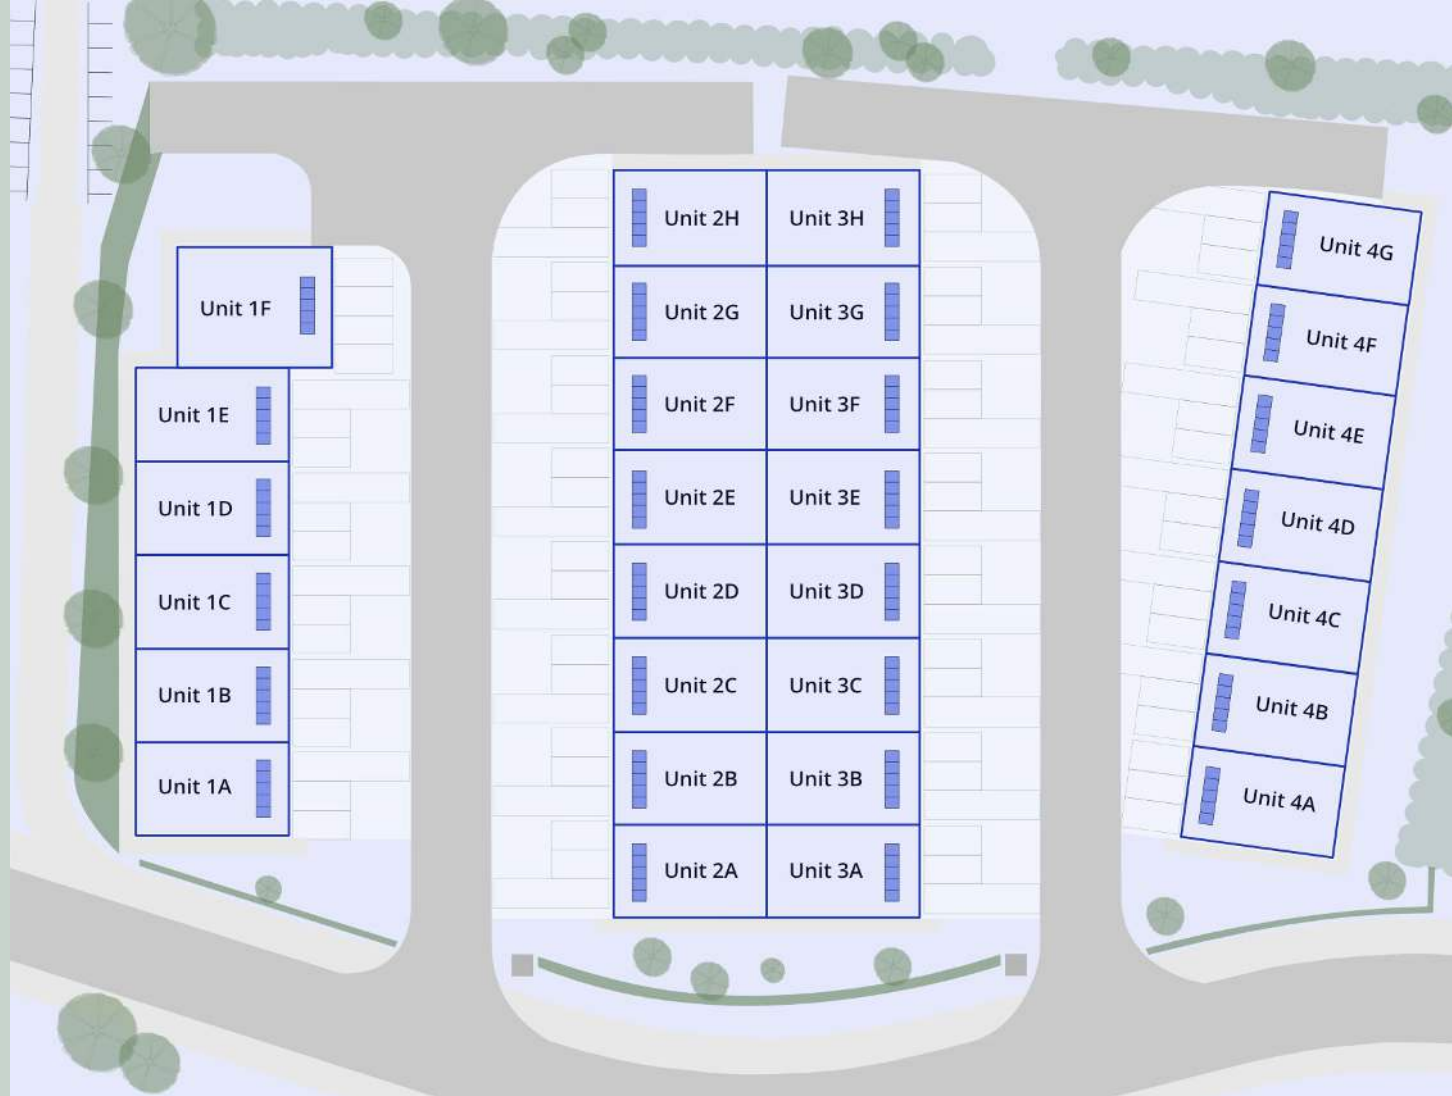 Unit 1F
Unit 1E
Unit 1D
Unit 1C
Unit 1B
Unit 1A
Unit 2H
Unit 2G
Unit 2F
Unit 2E
Unit 2D
Unit 2C
Unit 2B
Unit 2A
Unit 3H
Unit 3G
Unit 3F
Unit 3E
Unit 3D
Unit 3C
Unit 3B
Unit 3A
Unit 4G
Unit 4F
Unit 4E
Unit 4D
Unit 4C
Unit 4B
Unit 4A